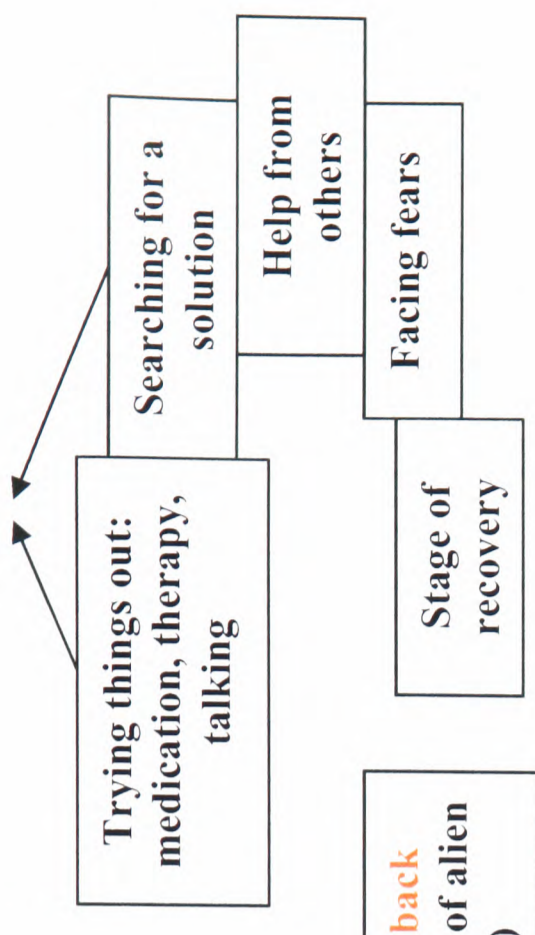 Trying things out:
medication, therapy,
talking
Searching for a
solution
Help from
others
Facing fears
Stage of
recovery
back
of alien
)